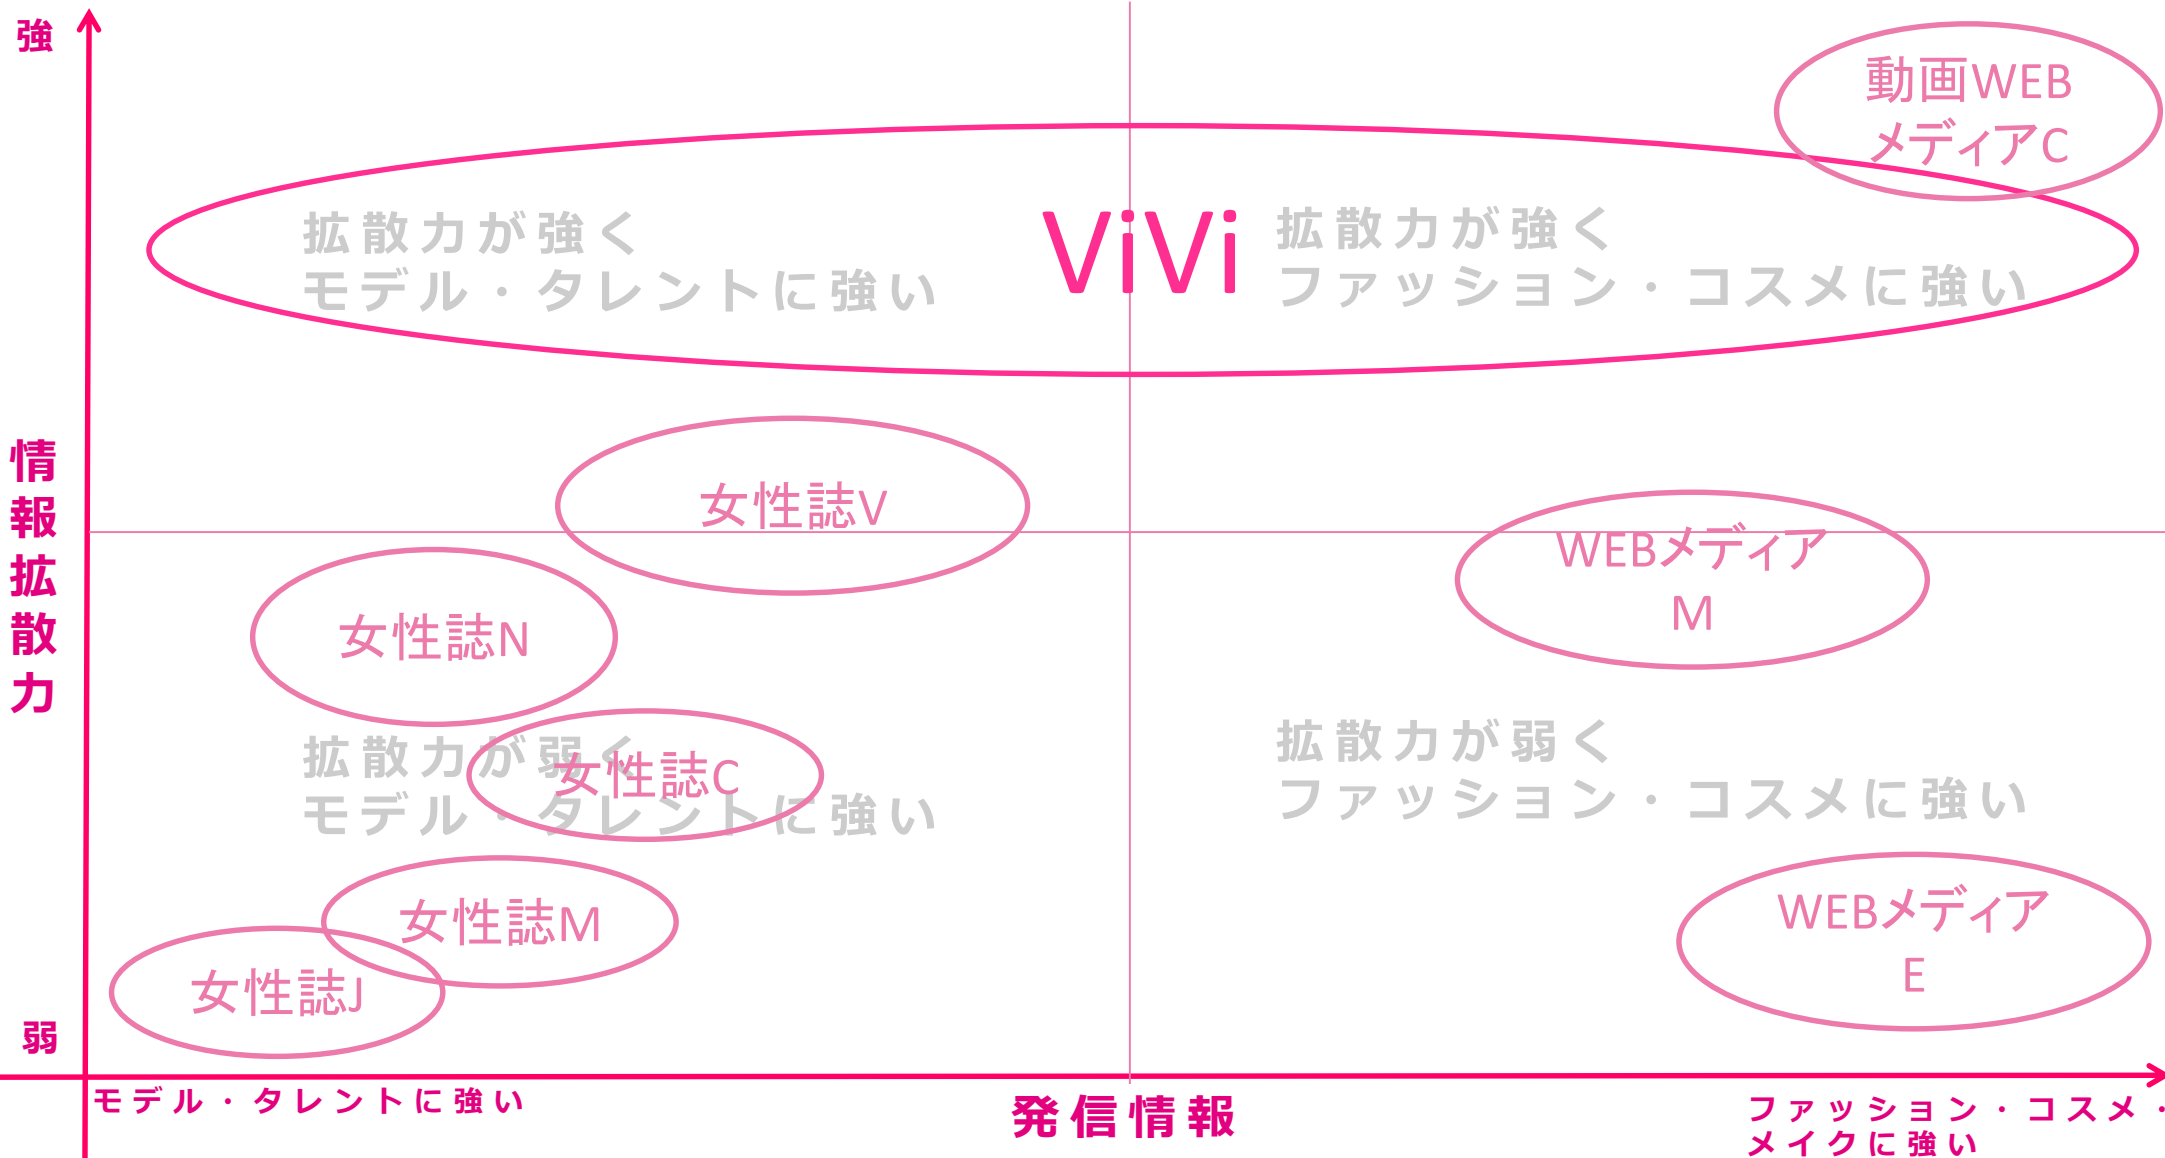 強
動画WEB
メディアC
拡散力が強く
モデル・タレントに強い
ViVi
拡散力が強く
ファッション・コスメに強い
情報拡散力
女性誌V
WEBメディア
M
女性誌N
拡散力が弱く
モデル・タレントに強い
女性誌C
拡散力が弱く
ファッション・コスメに強い
女性誌M
WEBメディア
E
女性誌J
弱
モデル・タレントに強い
発信情報
ファッション・コスメ・
メイクに強い